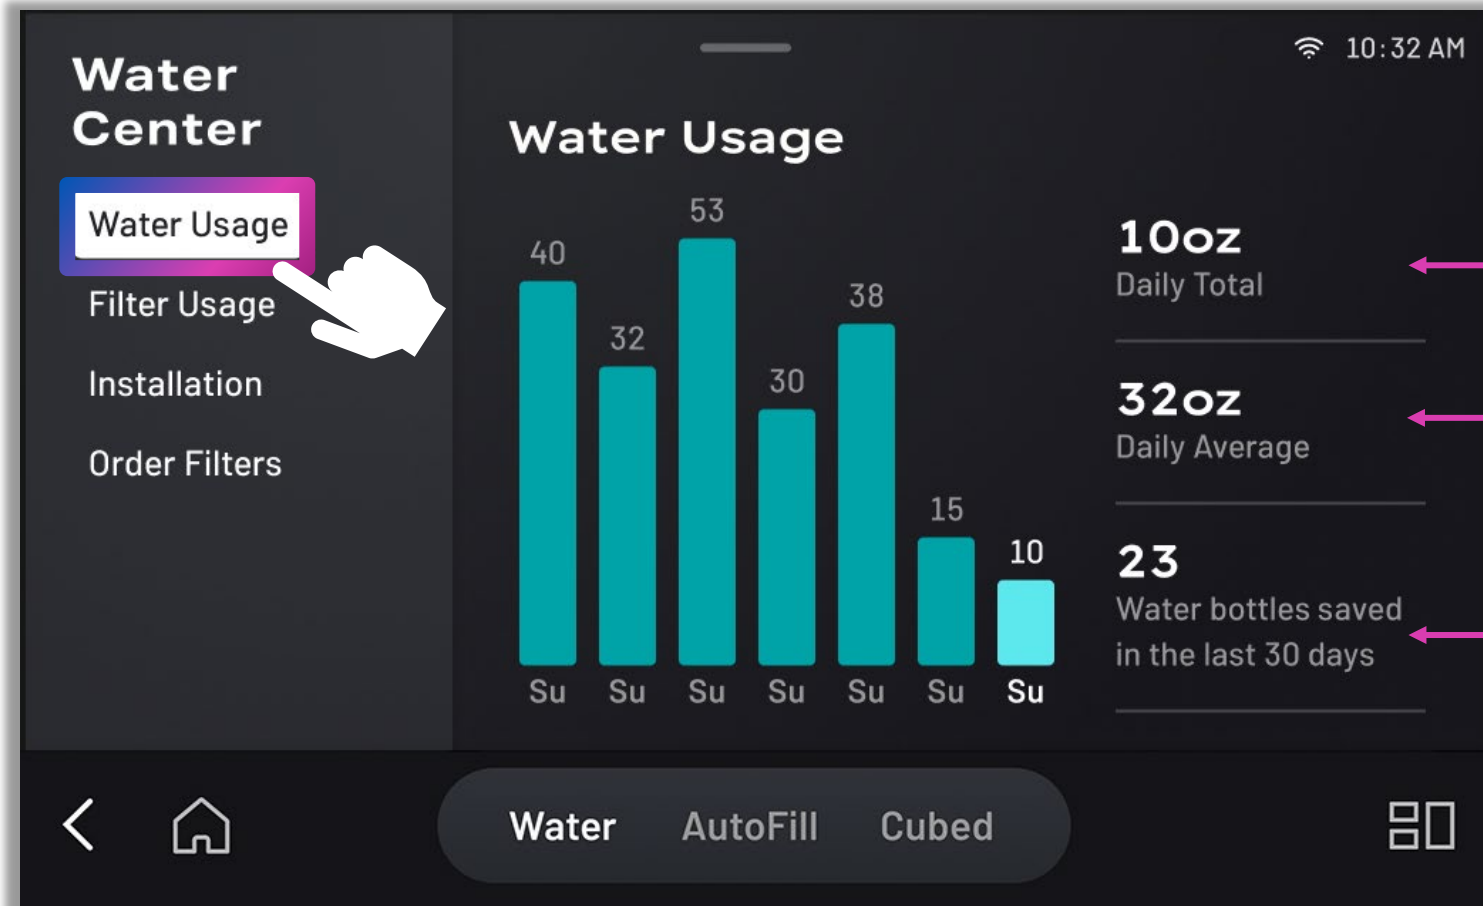 Water
Center
Water Usage
Filter Usage
Installation
Order Filters
10:32 AM
Water Usage
40
32
53
30
38
15
10
Su Su Su Su Su Su Su
10oz
Daily Total
32oz
Daily Average
23
Water bottles saved
in the last 30 days
Water AutoFill Cubed